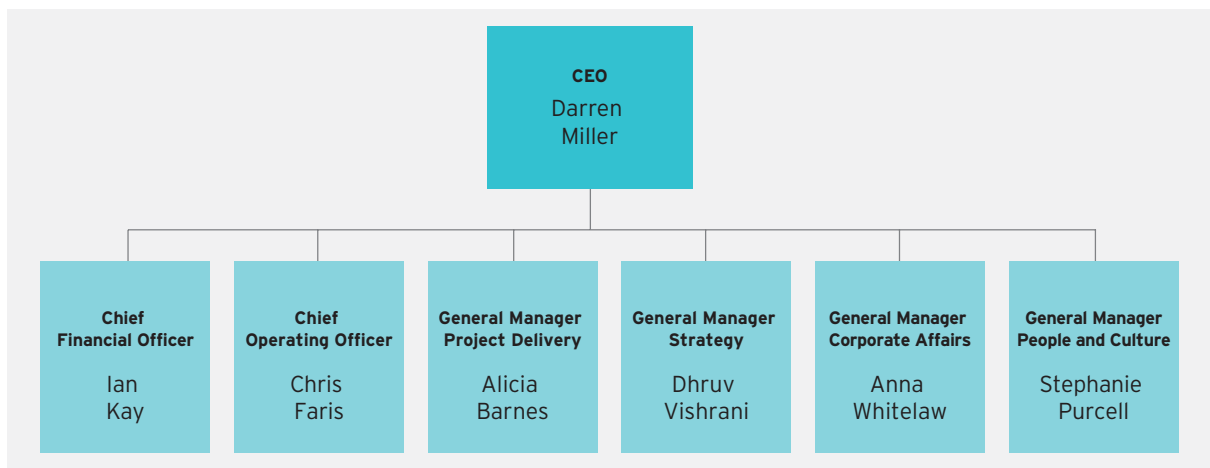 CEO
Darren
Miller
Chief
Financial Officer
Ian
Kay
Chief
Operating Officer
Chris
Faris
General Manager
Project Delivery
Alicia
Barnes
General Manager
Strategy
Dhruv
Vishrani
General Manager
Corporate Affairs
Anna
Whitelaw
General Manager
People and Culture
Stephanie
Purcell